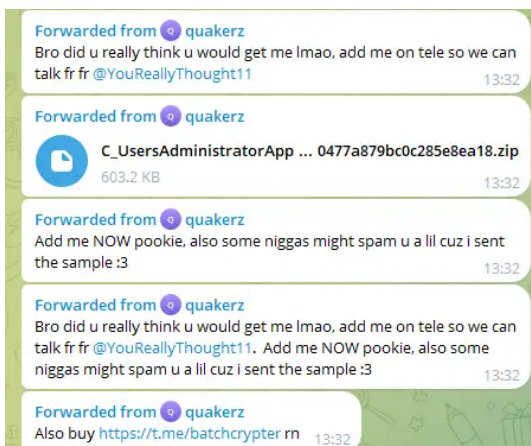 Forwarded from Q quakerz
Bro did u really think u would get me lmao, add me on tele so we can
talk fr fr @YouReallyThought11
13:32
Forwarded from Q quakerz
C_UsersAdministratorApp ... 0477a879bc0c285e8ea18.zip
603.2 KB
13:32
Forwarded from Q quakerz
Add me NOW pookie, also some niggas might spam u a lil cuz i sent
the sample :3
13:32
Forwarded from Q quakerz
Bro did u really think u would get me lmao, add me on tele so we can
talk fr fr @YouReallyThought11.  Add me NOW pookie, also some
niggas might spam u a lil cuz i sent the sample :3
13:32
Forwarded from Q quakerz
Also buy https://t.me/batchcrypter rn
13:32